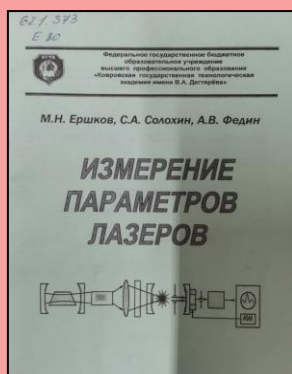 621.373
Е 80
Федеральное государственное бюджетное
образовательное учреждение
высшего профессионального образования
«Ковровская государственная технологическая
академия имени В.А. Дегтярёва»
М.Н. Ершков, С.А. Солохин, А.В. Федин
ИЗМЕРЕНИЕ
ПАРАМЕТРОВ
ЛАЗЕРОВ